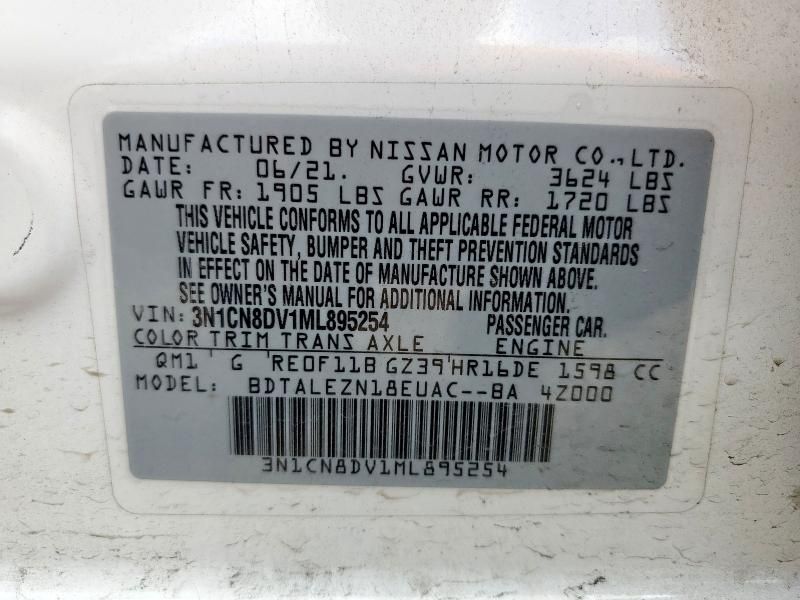 MANUFACTURED BY NISSAN MOTOR CO.,LTD.
DATE: 06/21. GVWR: 3624 LBS
GAWR FR: 1905 LBS GAWR RR: 1720 LBS
THIS VEHICLE CONFORMS TO ALL APPLICABLE FEDERAL MOTOR
VEHICLE SAFETY, BUMPER AND THEFT PREVENTION STANDARDS
IN EFFECT ON THE DATE OF MANUFACTURE SHOWN ABOVE.
SEE OWNER'S MANUAL FOR ADDITIONAL INFORMATION.
VIN: 3N1CN8DV1ML895254 PASSENGER CAR.
COLOR TRIM TRANS AXLE ENGINE
QM1 ' G 'RE0F11B GZ39'HR16DE 1598 CC
MODEL: BDTALEZN18EUAC--BA 4Z000
3N1CN8DV1ML895254